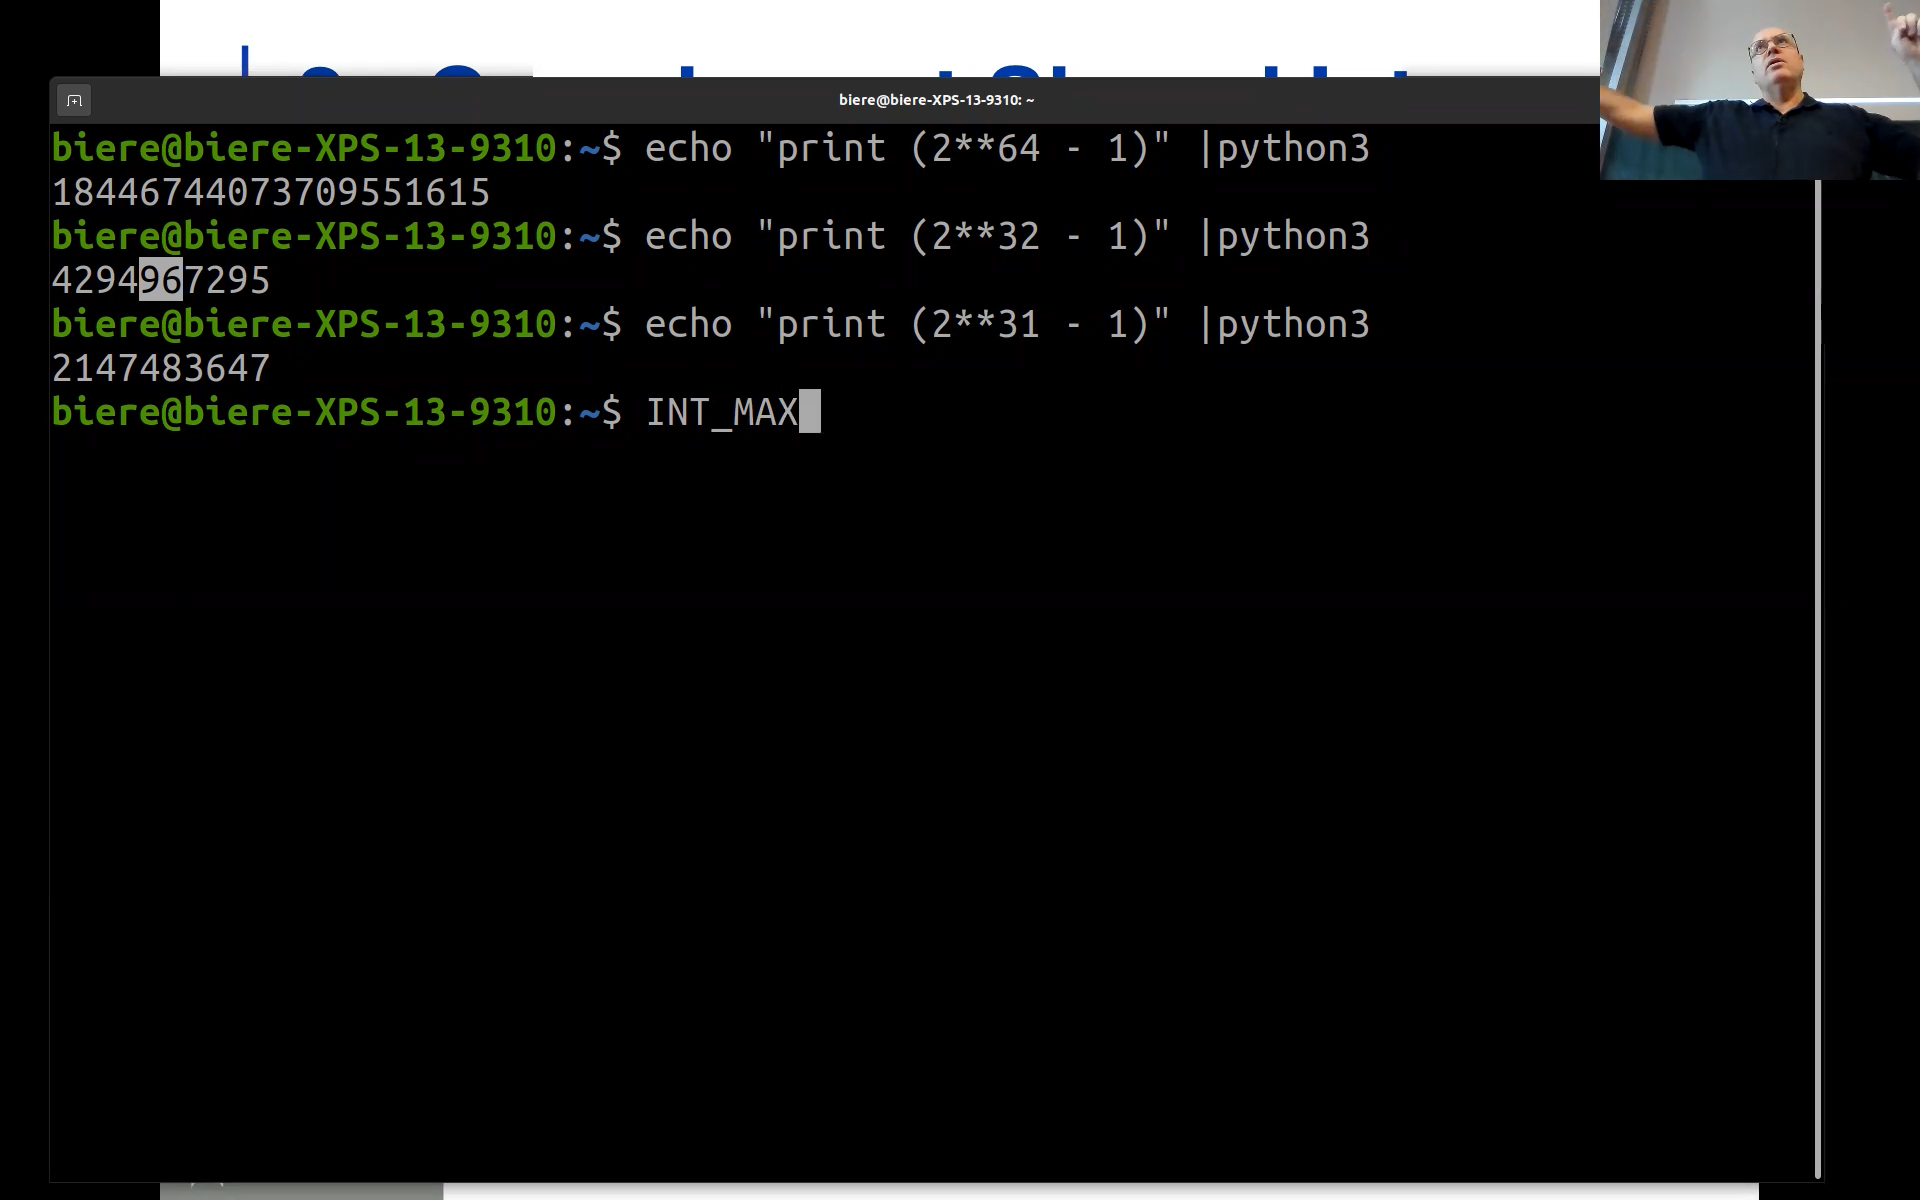 biere@biere-XPS-13-9310: ~
biere@biere-XPS-13-9310:~$ echo "print (2**64 - 1)" |python3
18446744073709551615
biere@biere-XPS-13-9310:~$ echo "print (2**32 - 1)" |python3
4294967295
biere@biere-XPS-13-9310:~$ echo "print (2**31 - 1)" |python3
2147483647
biere@biere-XPS-13-9310:~$ INT_MAX